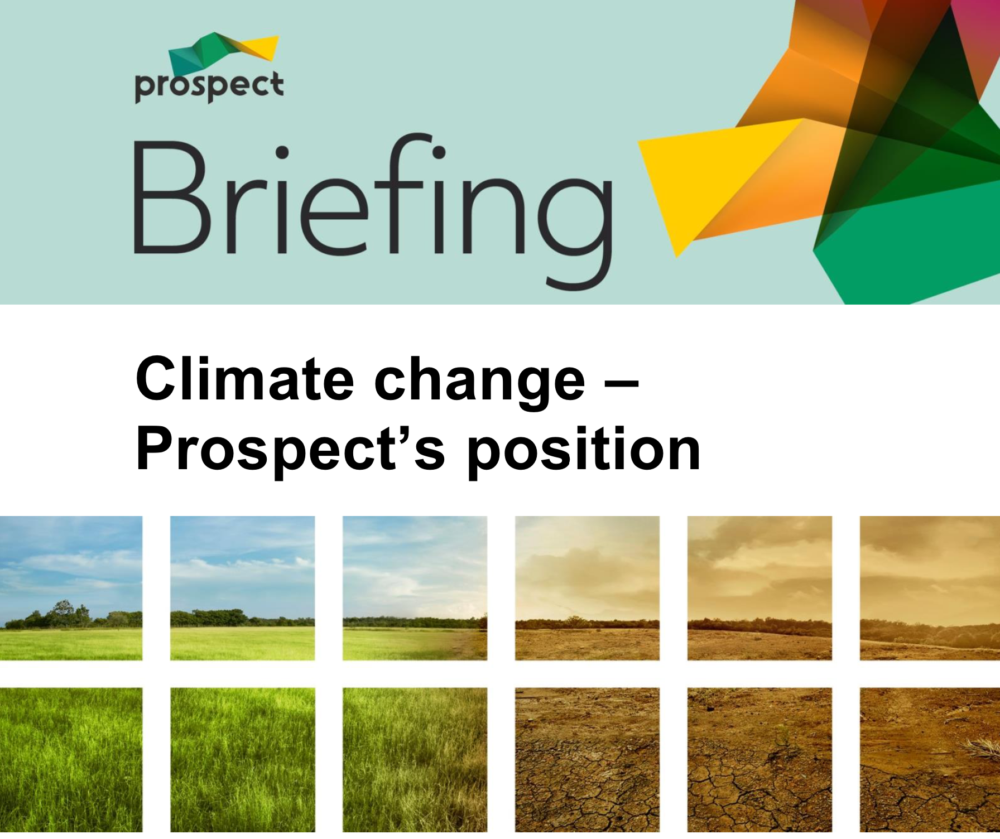 prospect
Briefing
Climate change –
Prospect’s position